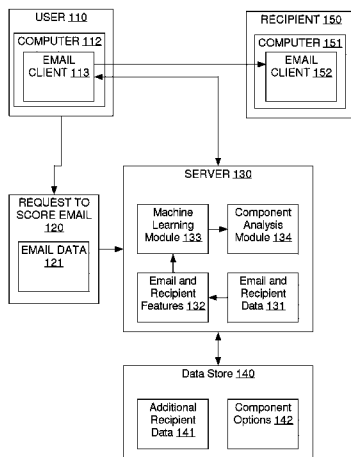 USER 110
COMPUTER 112
EMAIL
CLIENT 113
RECIPIENT 150
COMPUTER 151
EMAIL
CLIENT
152
REQUEST TO
SCORE EMAIL
120
EMAIL DATA
121
SERVER 130
Machine
Learning
Module
133
Component
Analysis
Module 134
Email and
Recipient
Features 132
Email and
Recipient
Data 131
Data Store 140
Additional
Recipient
Data 141
Component
Options 142